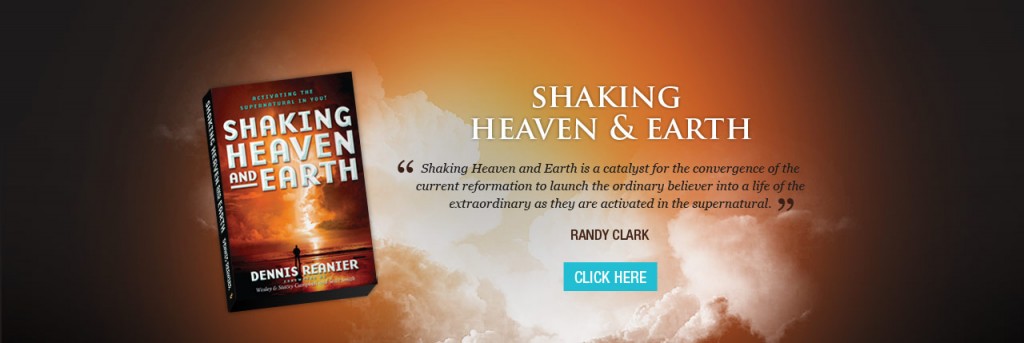 ACTIVATING THE
SUPERNATURAL IN YOU!
SHAKING
HEAVEN
AND EARTH
DENNIS REANIER
SHAKING HEAVEN AND EARTH
SHAKING
HEAVEN & EARTH
“ Shaking Heaven and Earth is a catalyst for the convergence of the
current reformation to launch the ordinary believer into a life of the
extraordinary as they are activated in the supernatural. ”
RANDY CLARK
CLICK HERE